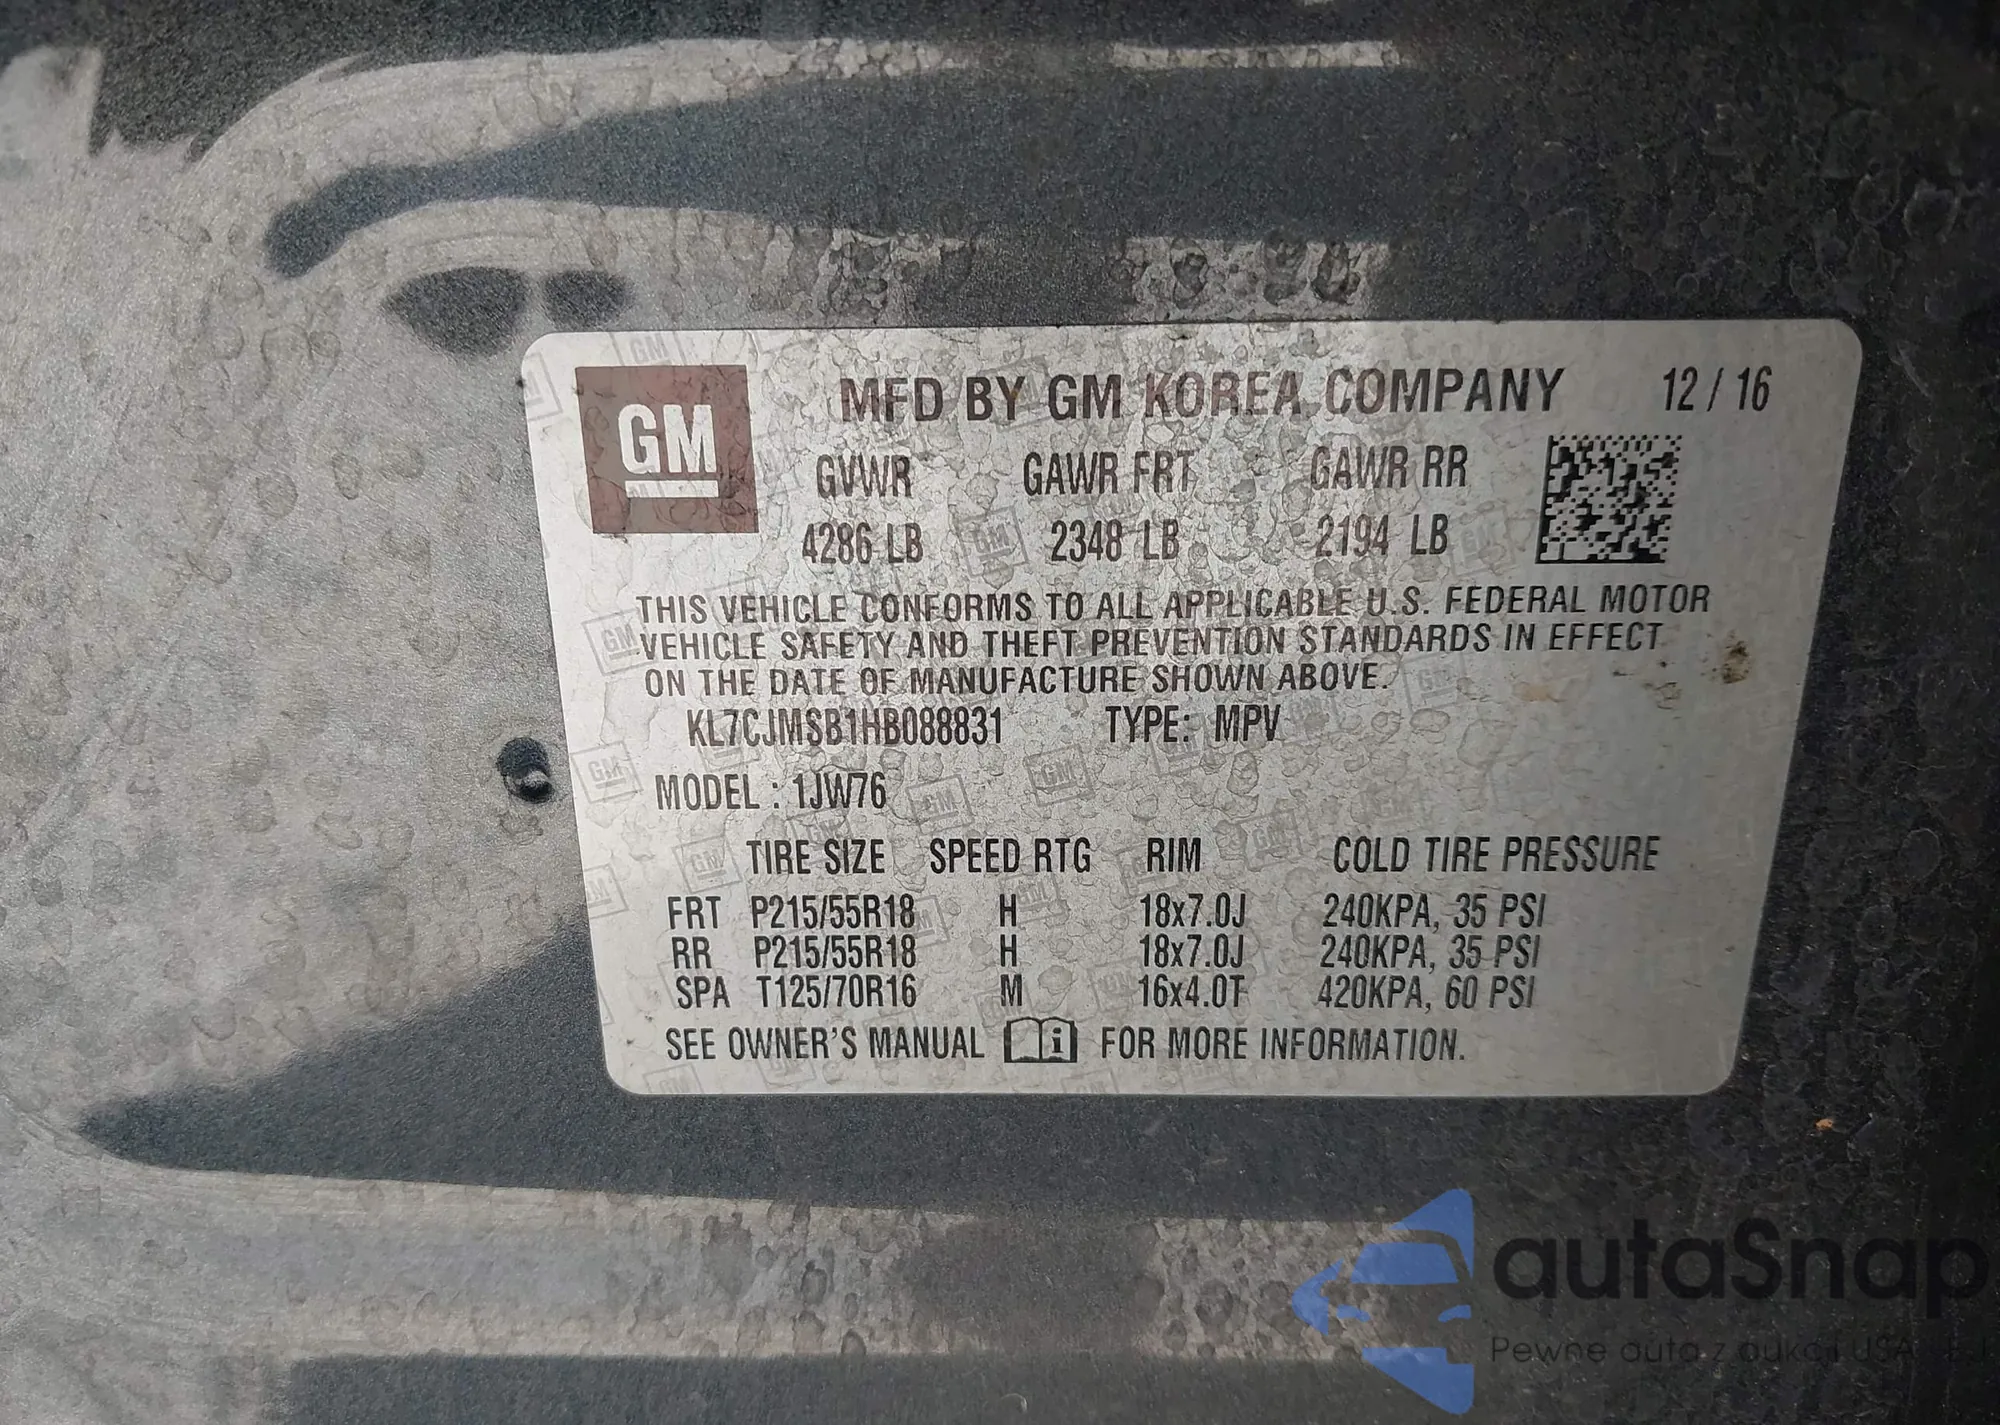 GM
MFD BY GM KOREA COMPANY 12 / 16
GVWR GAWR FRT GAWR RR
4286 LB 2348 LB 2194 LB
THIS VEHICLE CONFORMS TO ALL APPLICABLE U.S. FEDERAL MOTOR
VEHICLE SAFETY AND THEFT PREVENTION STANDARDS IN EFFECT
ON THE DATE OF MANUFACTURE SHOWN ABOVE.
KL7CJMSB1HB088831 TYPE: MPV
MODEL : 1JW76
TIRE SIZE SPEED RTG RIM COLD TIRE PRESSURE
FRT P215/55R18 H 18x7.0J 240KPA, 35 PSI
RR P215/55R18 H 18x7.0J 240KPA, 35 PSI
SPA T125/70R16 M 16x4.0T 420KPA, 60 PSI
SEE OWNER'S MANUAL i FOR MORE INFORMATION.
autaSnap
Pewne auta z aukcji USA